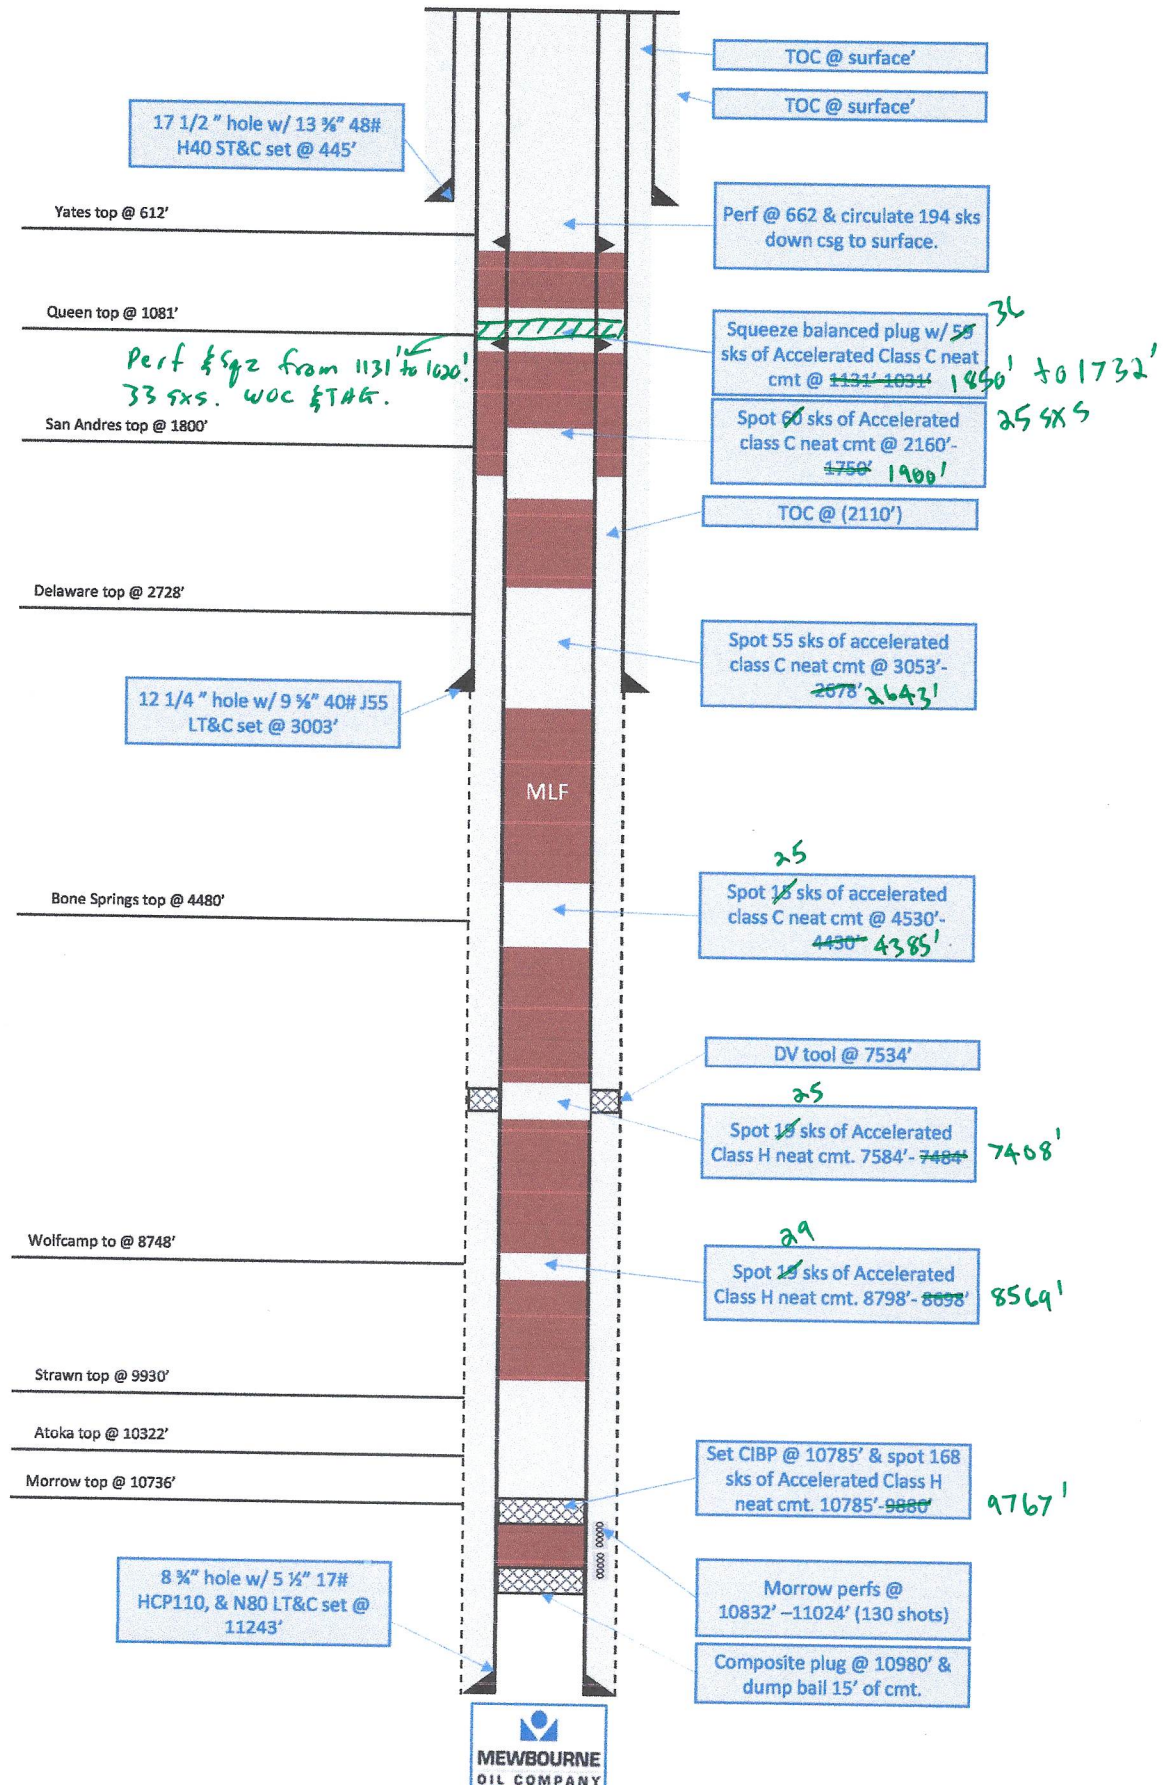 TOC @ surface'
TOC @ surface'
17 1/2 " hole w/ 13 ⅜" 48#
H40 ST&C set @ 445'
Yates top @ 612'
Perf @ 662 & circulate 194 sks
down csg to surface.
Queen top @ 1081'
36
Squeeze balanced plug w/ 59
sks of Accelerated Class C neat
cmt @ 1131'-1031' 1850' to 1732'
Perf & Sqz from 1131' to 1020'.
33 sxs. WOC & TAG.
San Andres top @ 1800'
Spot 60 sks of Accelerated 25 sxs
class C neat cmt @ 2160'-
1750' 1900'
TOC @ (2110')
Delaware top @ 2728'
Spot 55 sks of accelerated
class C neat cmt @ 3053'-
2678' 2643'
12 1/4 " hole w/ 9 ⅝" 40# J55
LT&C set @ 3003'
MLF
25
Spot 15 sks of accelerated
class C neat cmt @ 4530'-
4430' 4385'
Bone Springs top @ 4480'
DV tool @ 7534'
25
Spot 19 sks of Accelerated
Class H neat cmt. 7584'- 7484' 7408'
Wolfcamp to @ 8748'
29
Spot 19 sks of Accelerated
Class H neat cmt. 8798'- 8698' 8569'
Strawn top @ 9930'
Atoka top @ 10322'
Morrow top @ 10736'
Set CIBP @ 10785' & spot 168
sks of Accelerated Class H
neat cmt. 10785'-9880' 9767'
8 ¾" hole w/ 5 ½" 17#
HCP110, & N80 LT&C set @
11243'
Morrow perfs @
10832' –11024' (130 shots)
Composite plug @ 10980' &
dump bail 15' of cmt.
MEWBOURNE
OIL COMPANY